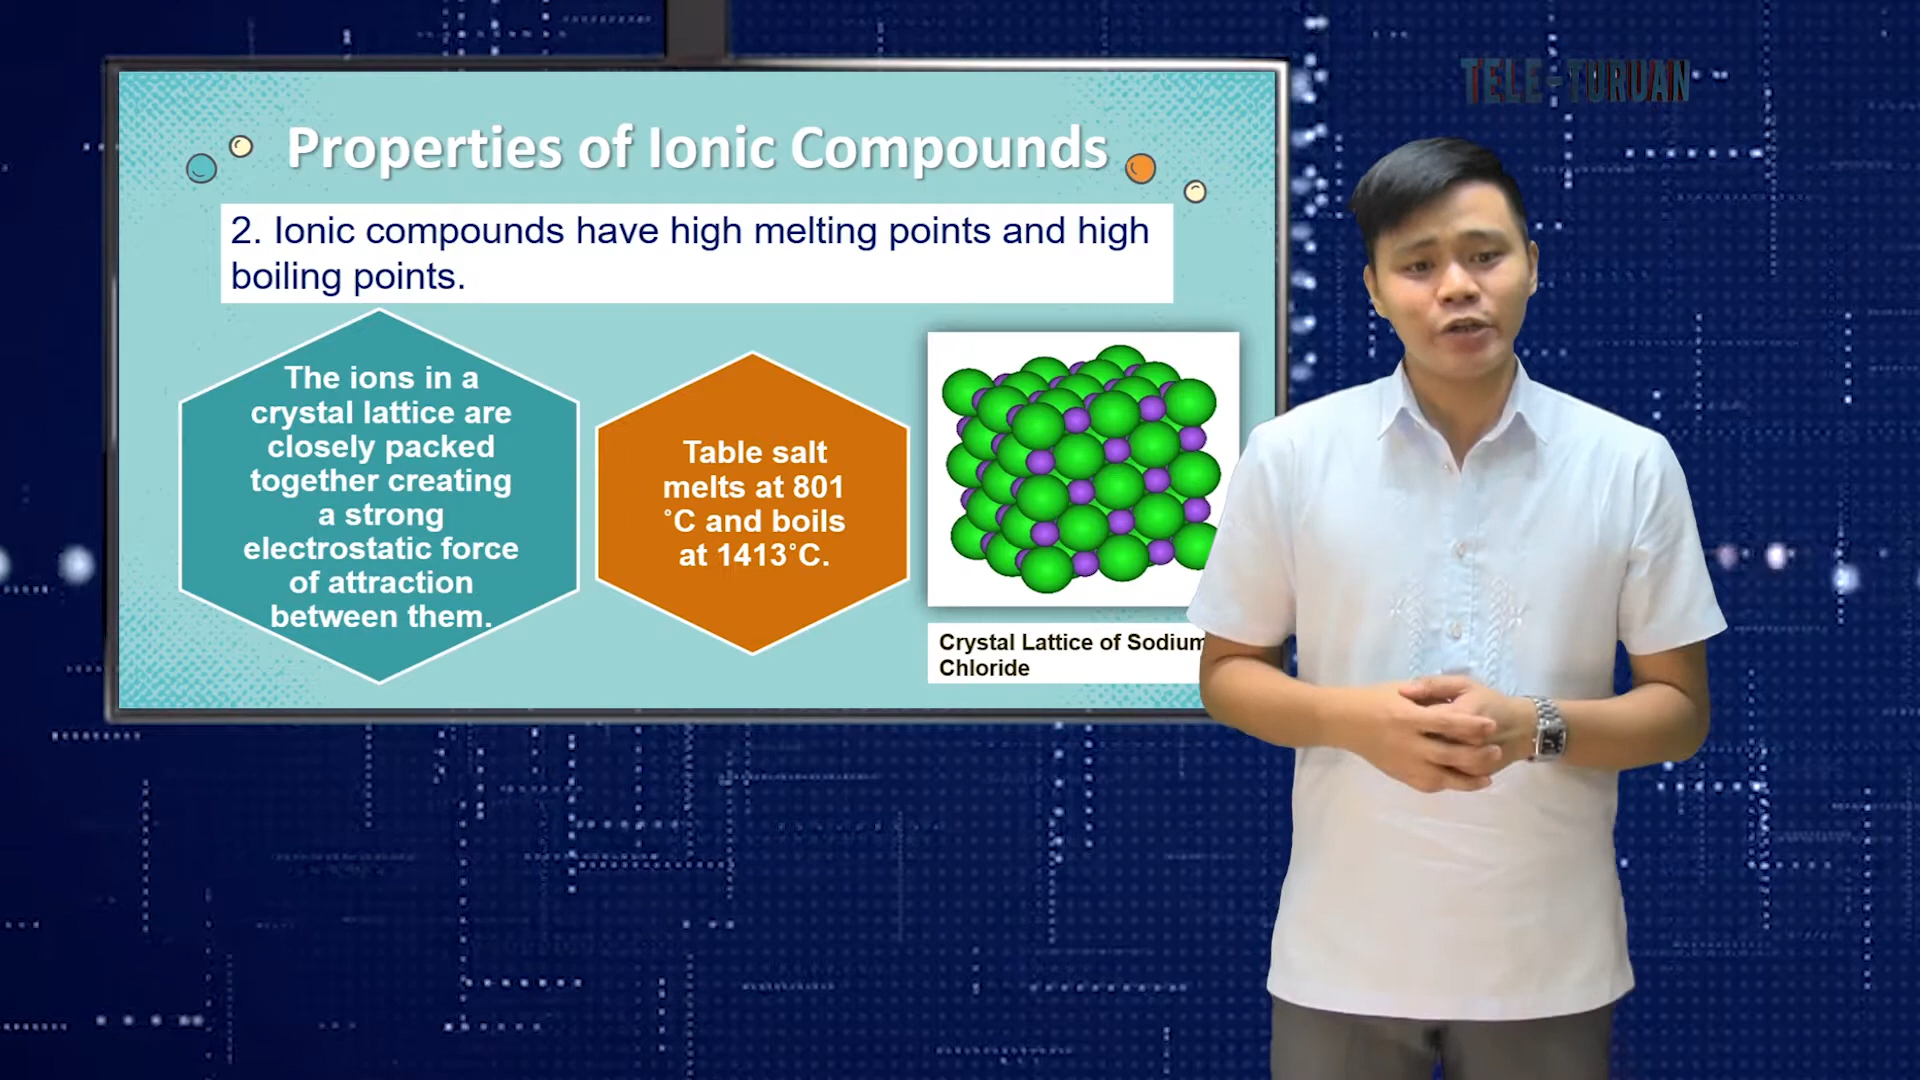 TELE-TURUAN
Properties of Ionic Compounds
2. Ionic compounds have high melting points and high
boiling points.
The ions in a
crystal lattice are
closely packed
together creating
a strong
electrostatic force
of attraction
between them.
Table salt
melts at 801
˚C and boils
at 1413˚C.
Crystal Lattice of Sodium
Chloride